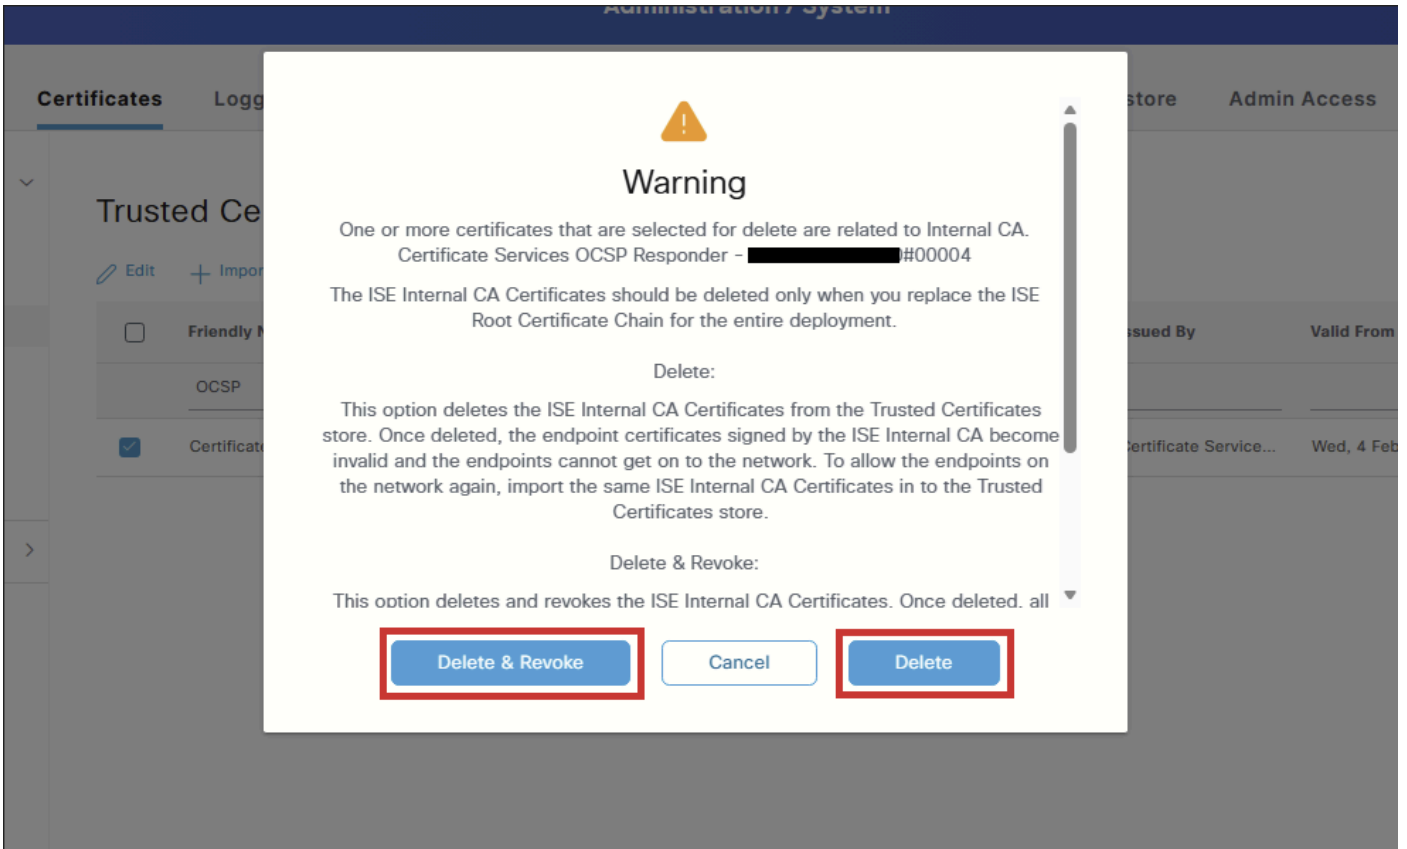 Administration / System
Certificates Logg store Admin Access
Warning
Trusted Ce
One or more certificates that are selected for delete are related to Internal CA.
Certificate Services OCSP Responder - #00004
Edit Impor
The ISE Internal CA Certificates should be deleted only when you replace the ISE
Root Certificate Chain for the entire deployment.
Friendly N ssued By Valid From
Delete:
OCSP
This option deletes the ISE Internal CA Certificates from the Trusted Certificates
store. Once deleted, the endpoint certificates signed by the ISE Internal CA become
invalid and the endpoints cannot get on to the network. To allow the endpoints on
the network again, import the same ISE Internal CA Certificates in to the Trusted
Certificates store.
Certificate ertificate Service... Wed, 4 Feb
Delete & Revoke:
This option deletes and revokes the ISE Internal CA Certificates. Once deleted, all
Delete & Revoke Cancel Delete